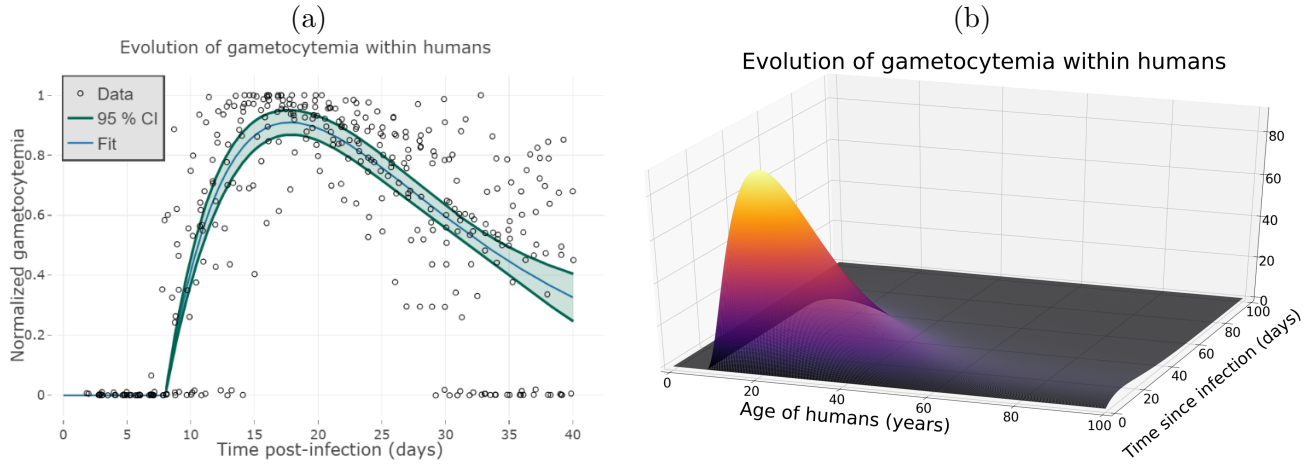 (a)
Evolution of gametocytemia within humans
Data
95 % CI
Fit
Normalized gametocytemia
1
0.8
0.6
0.4
0.2
0
0 5 10 15 20 25 30 35 40
Time post-infection (days)
(b)
Evolution of gametocytemia within humans
80
60
40
20
0
0 20 40 60 80 100
Age of humans (years)
0 20 40 60 80 100
Time since infection (days)